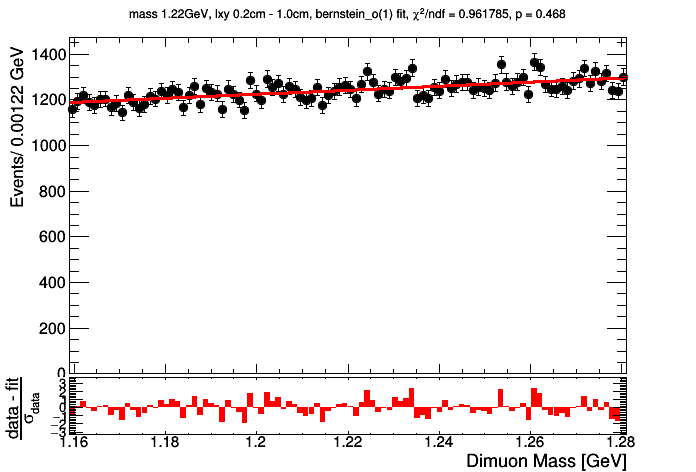 mass 1.22GeV, lxy 0.2cm - 1.0cm, bernstein_o(1) fit, χ²/ndf = 0.961785, p = 0.468
Events/ 0.00122 GeV
1400
1200
1000
800
600
400
200
0
data - fit
σdata
3
2
1
0
−1
−2
−3
1.16 1.18 1.2 1.22 1.24 1.26 1.28
Dimuon Mass [GeV]